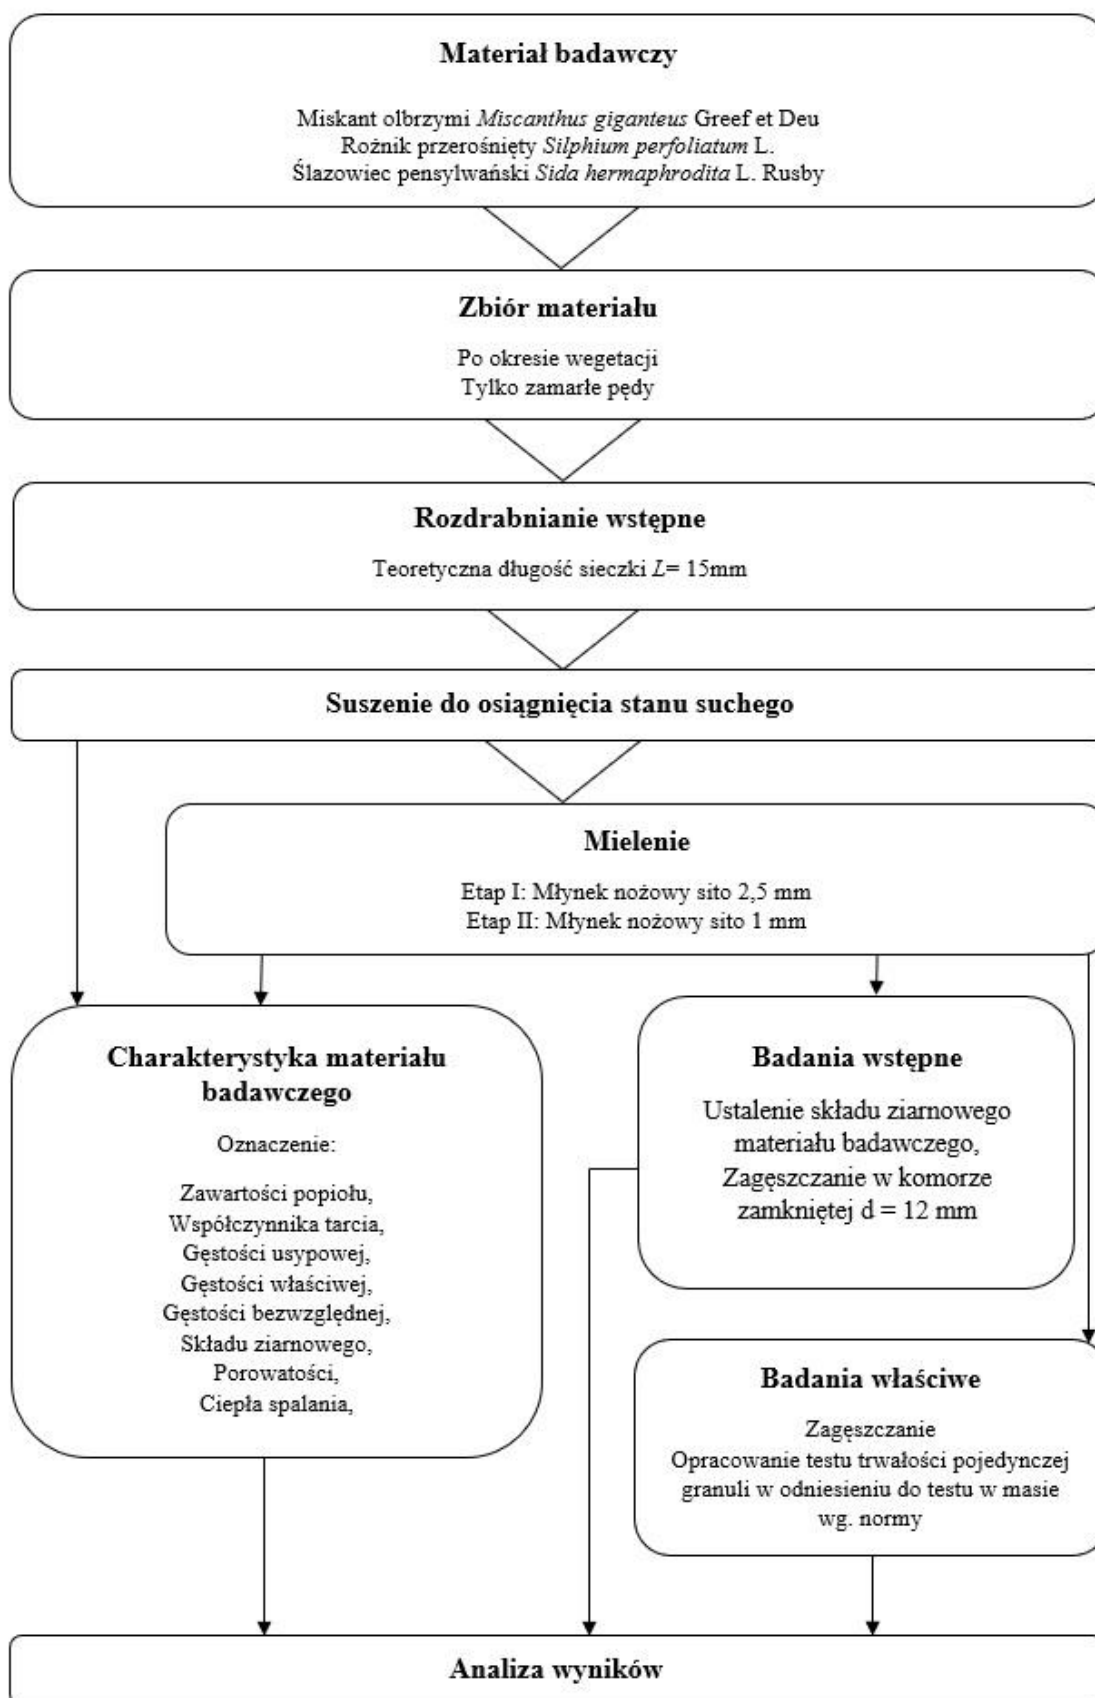 Materiał badawczy
Miskant olbrzymi Miscanthus giganteus Greef et Deu
Rożnik przerośnięty Silphium perfoliatum L.
Ślazowiec pensylwański Sida hermaphrodita L. Rusby
Zbiór materiału
Po okresie wegetacji
Tylko zamarłe pędy
Rozdrabnianie wstępne
Teoretyczna długość sieczki L= 15mm
Suszenie do osiągnięcia stanu suchego
Mielenie
Etap I: Młynek nożowy sito 2,5 mm
Etap II: Młynek nożowy sito 1 mm
Charakterystyka materiału
badawczego
Oznaczenie:
Zawartości popiołu,
Współczynnika tarcia,
Gęstości usypowej,
Gęstości właściwej,
Gęstości bezwzględnej,
Składu ziarnowego,
Porowatości,
Ciepła spalania,
Badania wstępne
Ustalenie składu ziarnowego
materiału badawczego,
Zagęszczanie w komorze
zamkniętej d = 12 mm
Badania właściwe
Zagęszczanie
Opracowanie testu trwałości pojedynczej
granuli w odniesieniu do testu w masie
wg. normy
Analiza wyników